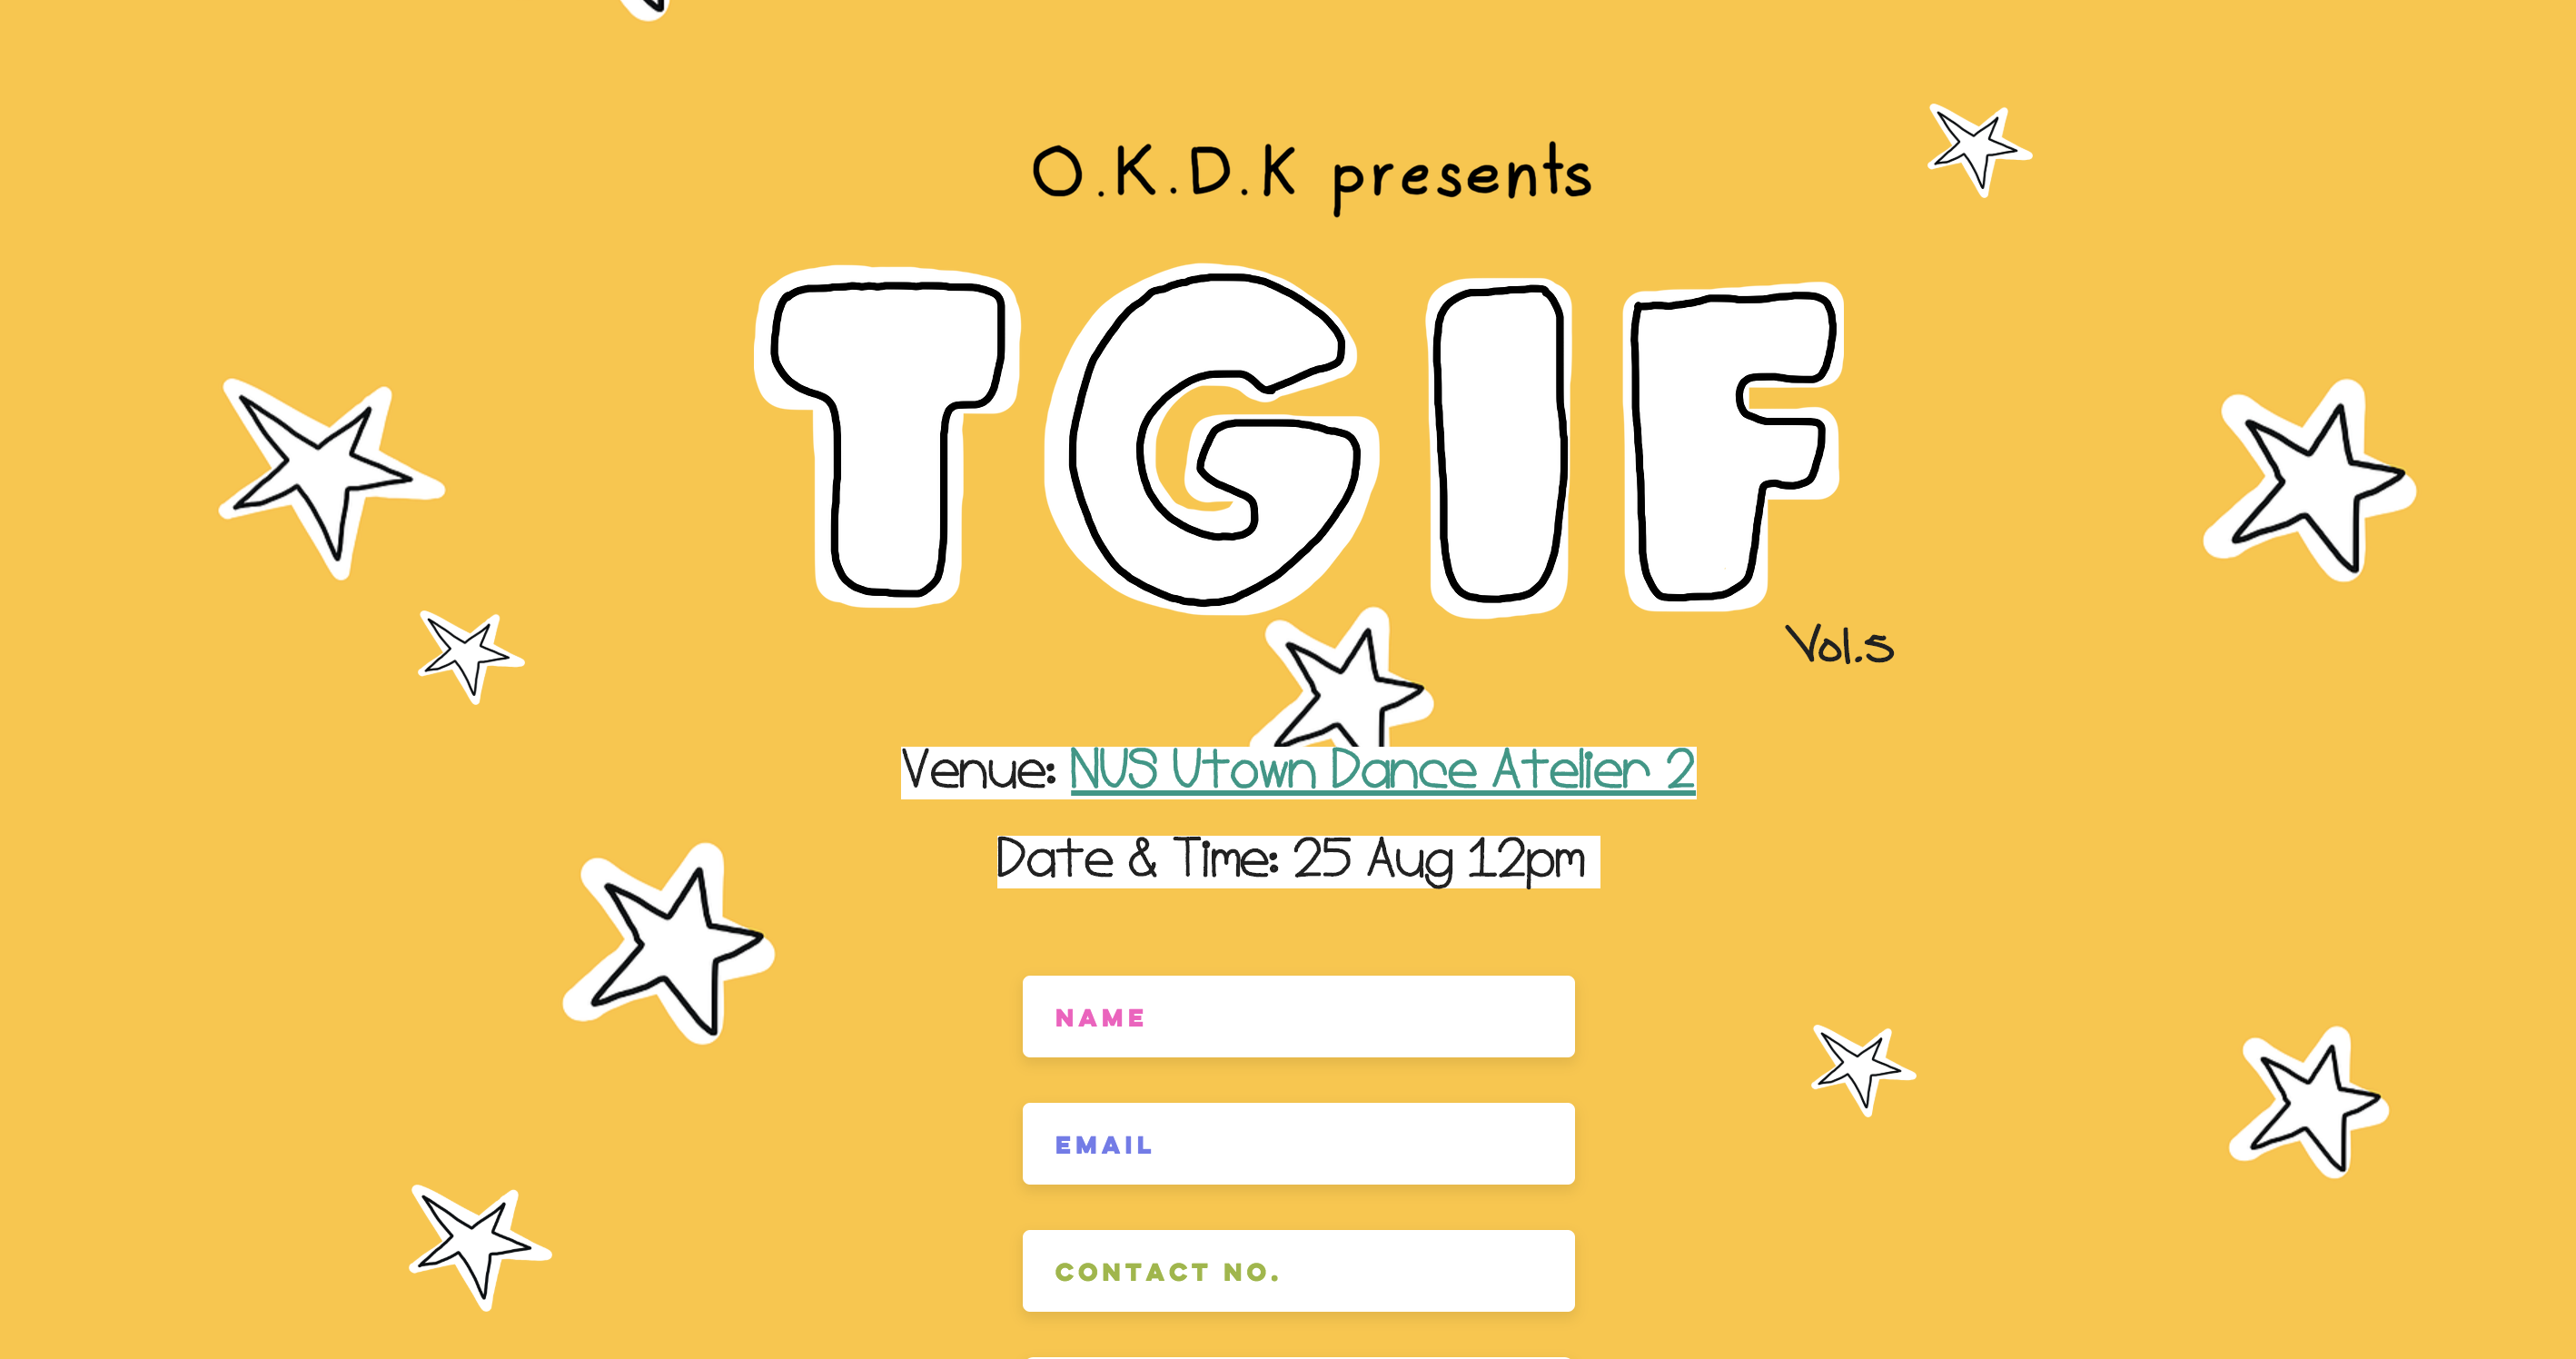 O.K.D.K presents
TGIF
Vol.5
Venue: NUS Utown Dance Atelier 2
Date & Time: 25 Aug 12pm
NAME
EMAIL
CONTACT NO.